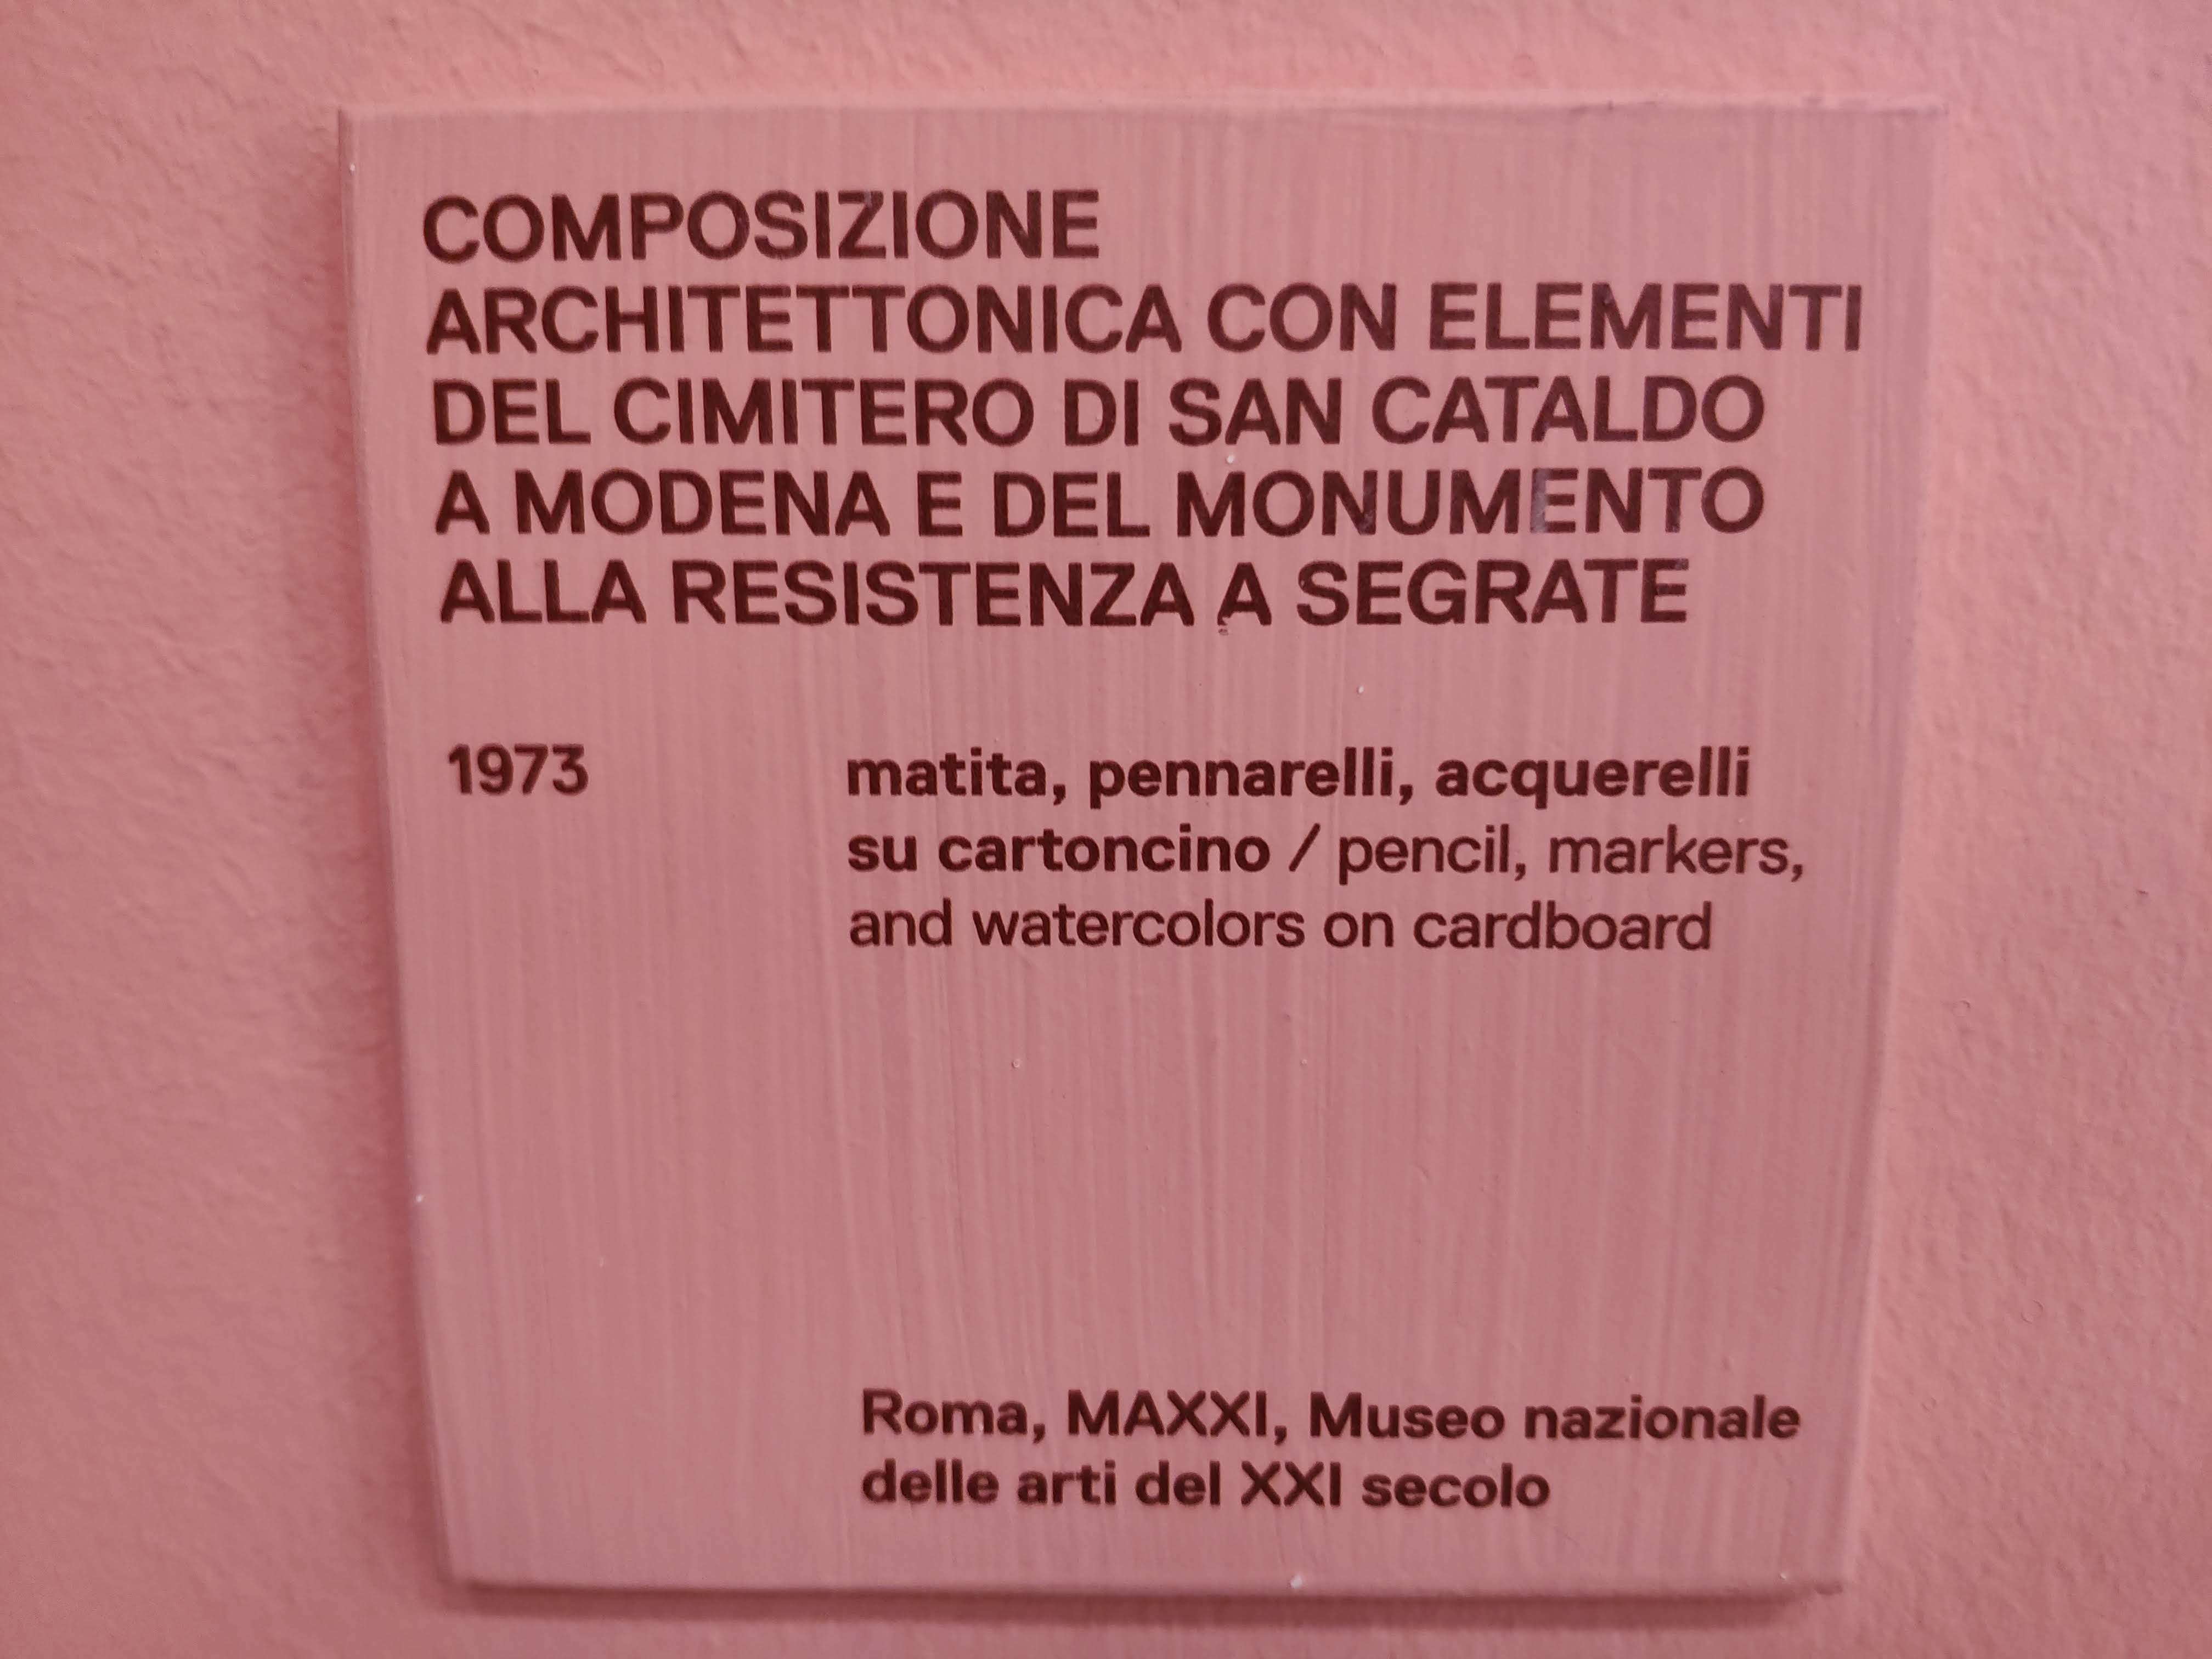 COMPOSIZIONE
ARCHITETTONICA CON ELEMENTI
DEL CIMITERO DI SAN CATALDO
A MODENA E DEL MONUMENTO
ALLA RESISTENZA A SEGRATE
1973
matita, pennarelli, acquerelli
su cartoncino / pencil, markers,
and watercolors on cardboard
Roma, MAXXI, Museo nazionale
delle arti del XXI secolo